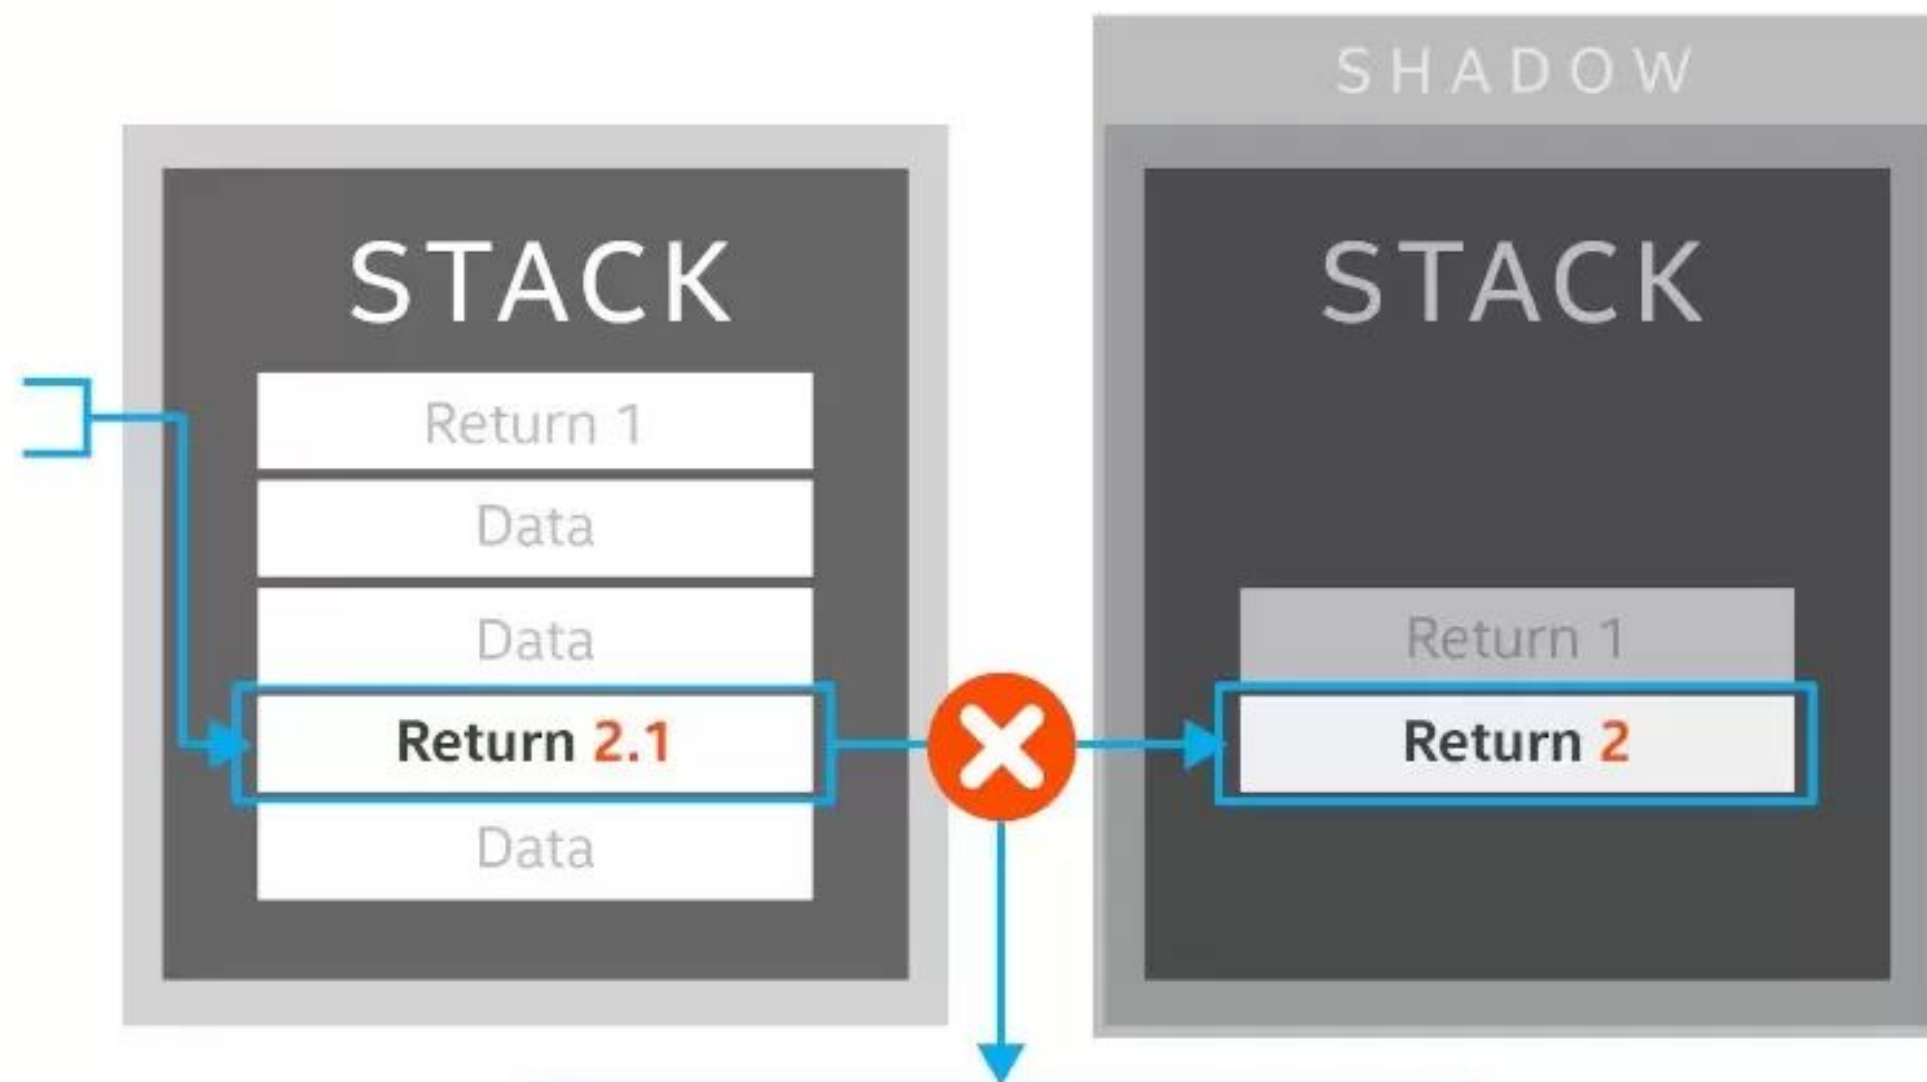 STACK
Return 1
Data
Data
Return 2.1
Data
SHADOW
STACK
Return 1
Return 2